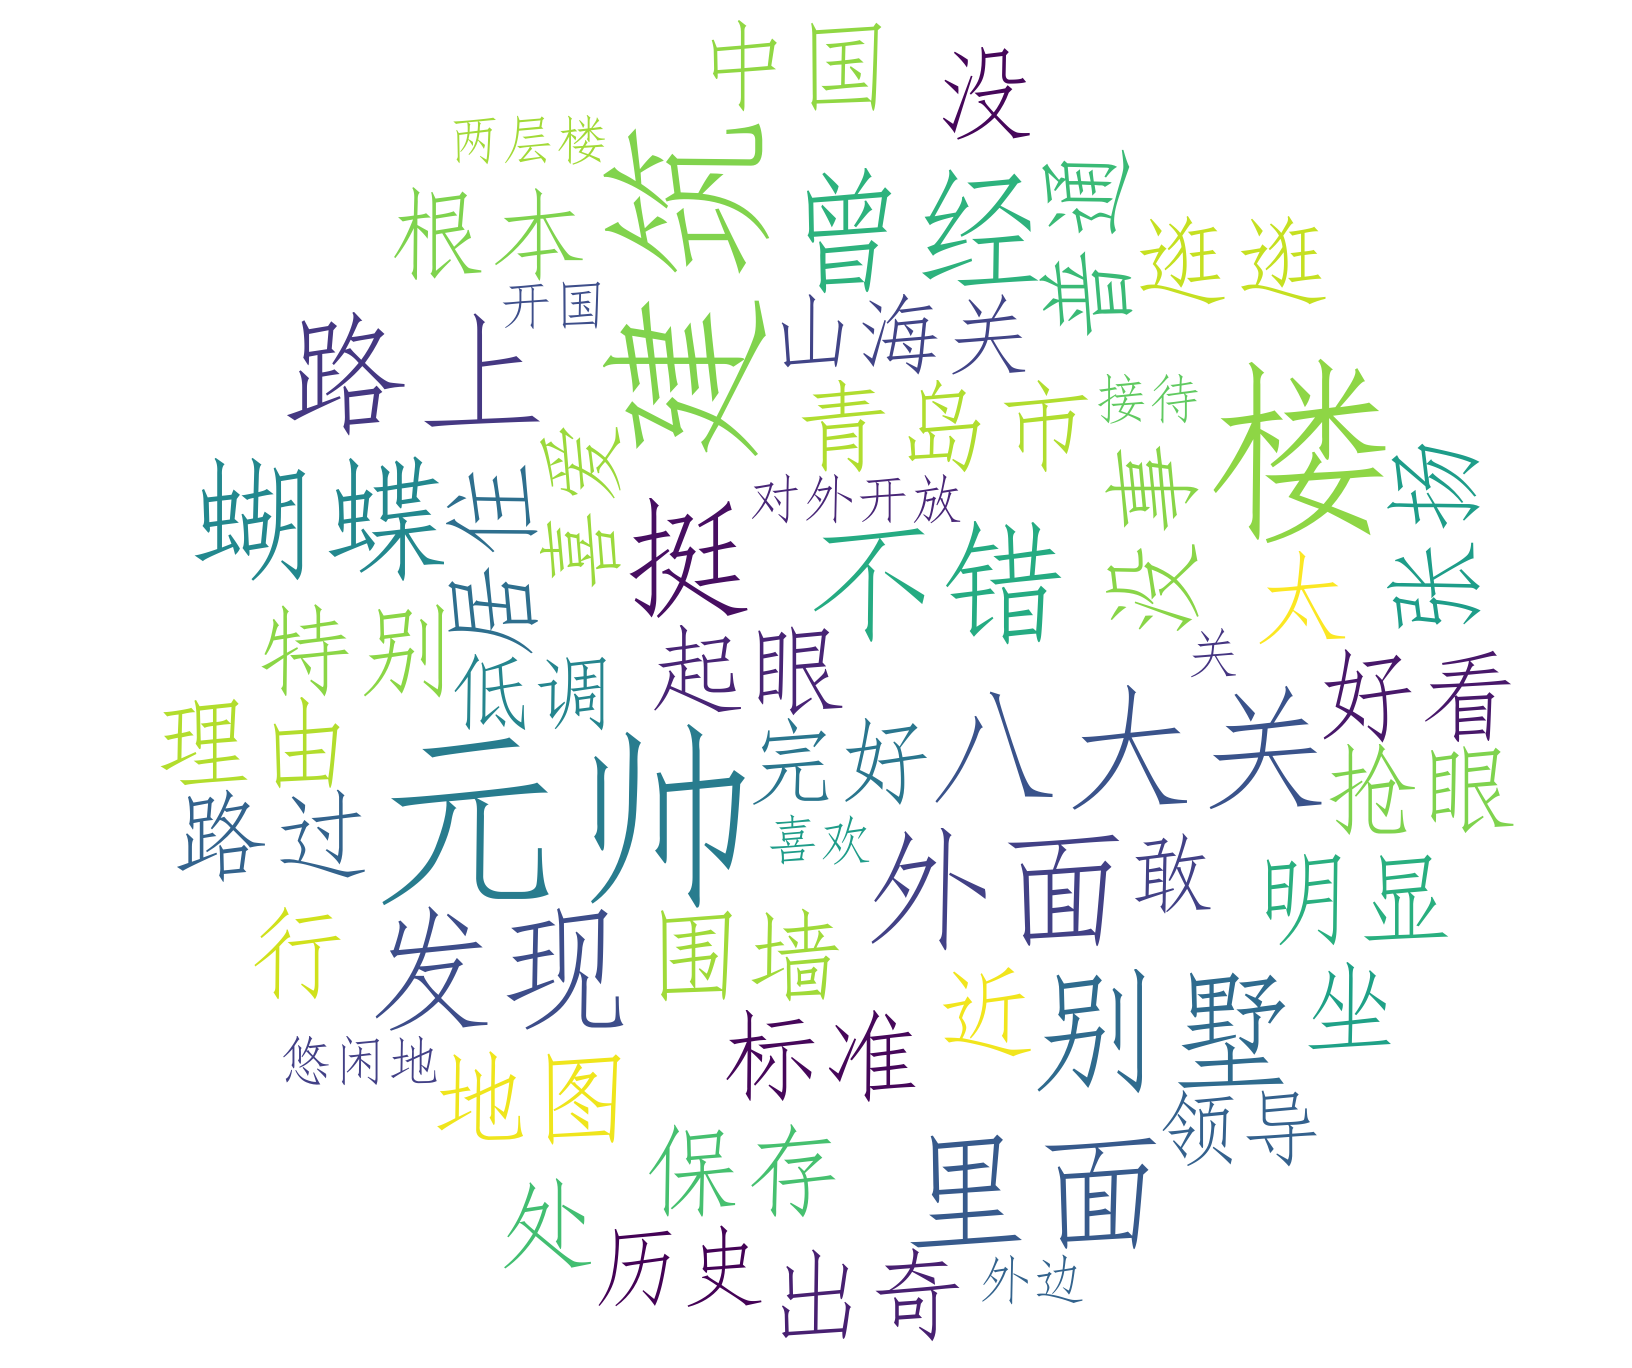 中国
没
两层楼
建筑
曾经
普通
根本
逛逛
开国
山海关
路上
青岛市
接待
楼
喜爱
蝴蝶
居住
对外开放
没事
张扬
挺
不错
太
特别
低调
起眼
关
好看
理由
元帅
完好
八大关
抢眼
路过
喜欢
外面
敢
明显
行
发现
围墙
近
别墅
坐
悠闲地
地图
标准
领导
保存
里面
处
历史
出奇
外边